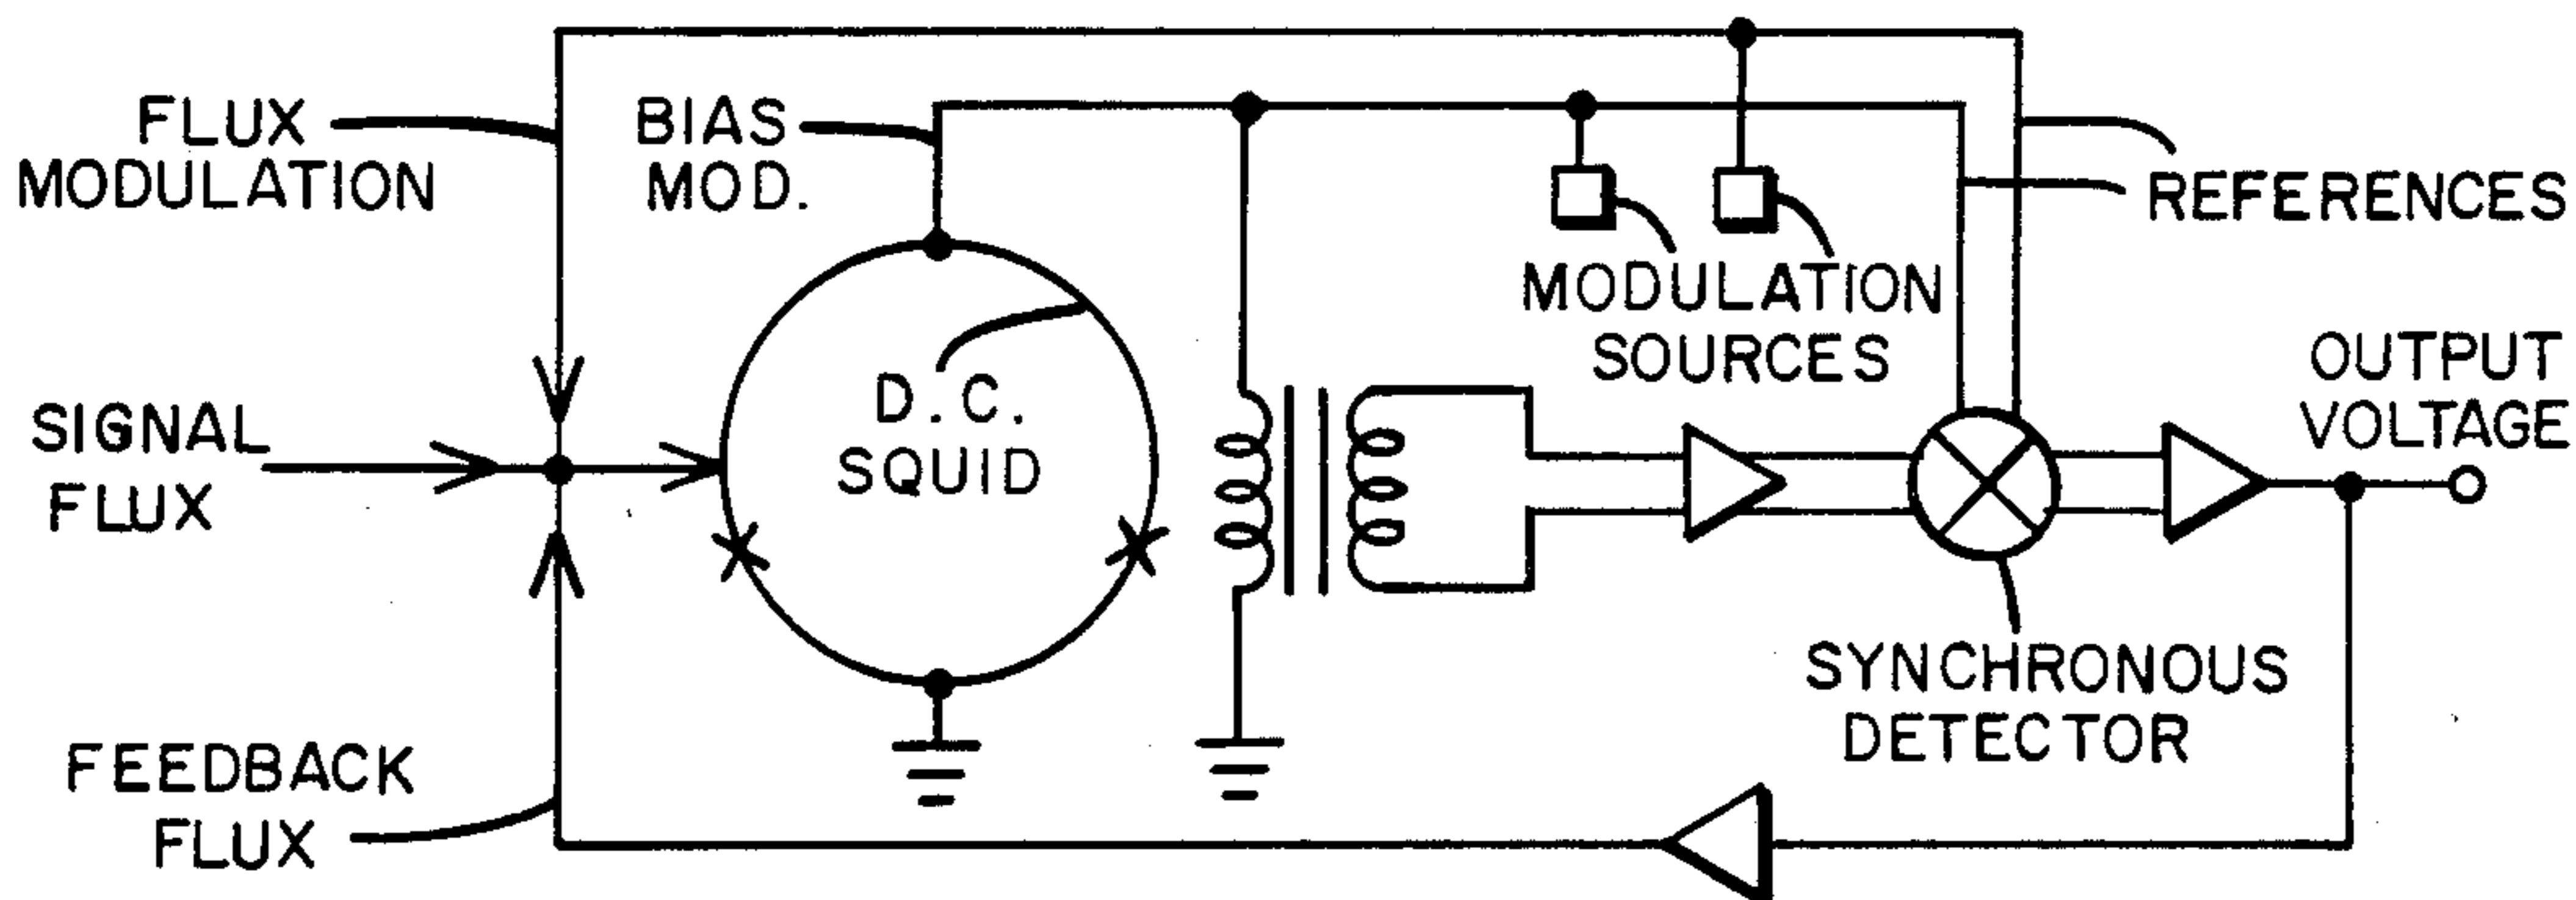 FLUX
MODULATION
BIAS
MOD.
REFERENCES
MODULATION
SOURCES
OUTPUT
VOLTAGE
SIGNAL
FLUX
D.C.
SQUID
SYNCHRONOUS
DETECTOR
FEEDBACK
FLUX